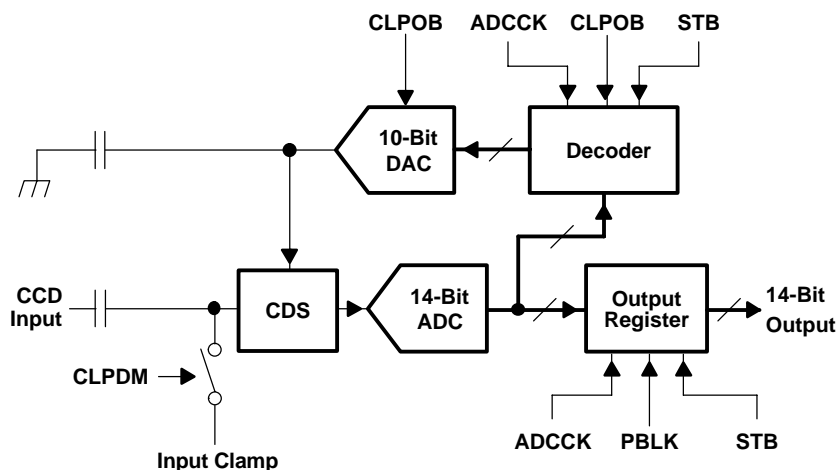 CLPOB
ADCCK
CLPOB
STB
10-Bit
DAC
Decoder
CCD
Input
CDS
14-Bit
ADC
Output
Register
14-Bit
Output
CLPDM
ADCCK
PBLK
STB
Input Clamp